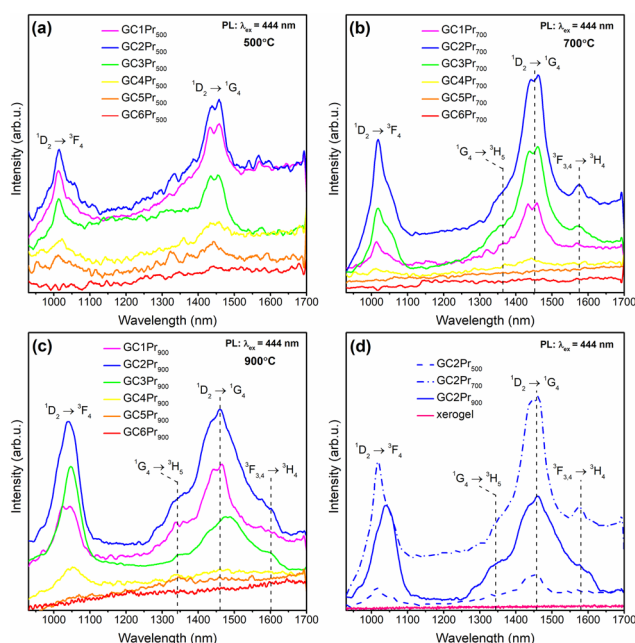 (a)
PL: λex = 444 nm
500°C
GC1Pr500
GC2Pr500
GC3Pr500
GC4Pr500
GC5Pr500
GC6Pr500
¹D₂ → ³F₄
¹D₂ → ¹G₄
Intensity (arb.u.)
1000 1100 1200 1300 1400 1500 1600 1700
Wavelength (nm)
(b)
PL: λex = 444 nm
700°C
GC1Pr700
GC2Pr700
GC3Pr700
GC4Pr700
GC5Pr700
GC6Pr700
¹D₂ → ¹G₄
¹D₂ → ³F₄
¹G₄ → ³H₅
³F₃,₄ → ³H₄
Intensity (arb.u.)
1000 1100 1200 1300 1400 1500 1600 1700
Wavelength (nm)
(c)
PL: λex = 444 nm
900°C
GC1Pr900
GC2Pr900
GC3Pr900
GC4Pr900
GC5Pr900
GC6Pr900
¹D₂ → ¹G₄
¹D₂ → ³F₄
¹G₄ → ³H₅
³F₃,₄ → ³H₄
Intensity (arb.u.)
1000 1100 1200 1300 1400 1500 1600 1700
Wavelength (nm)
(d)
PL: λex = 444 nm
GC2Pr500
GC2Pr700
GC2Pr900
xerogel
¹D₂ → ¹G₄
¹D₂ → ³F₄
¹G₄ → ³H₅
³F₃,₄ → ³H₄
Intensity (arb.u.)
1000 1100 1200 1300 1400 1500 1600 1700
Wavelength (nm)